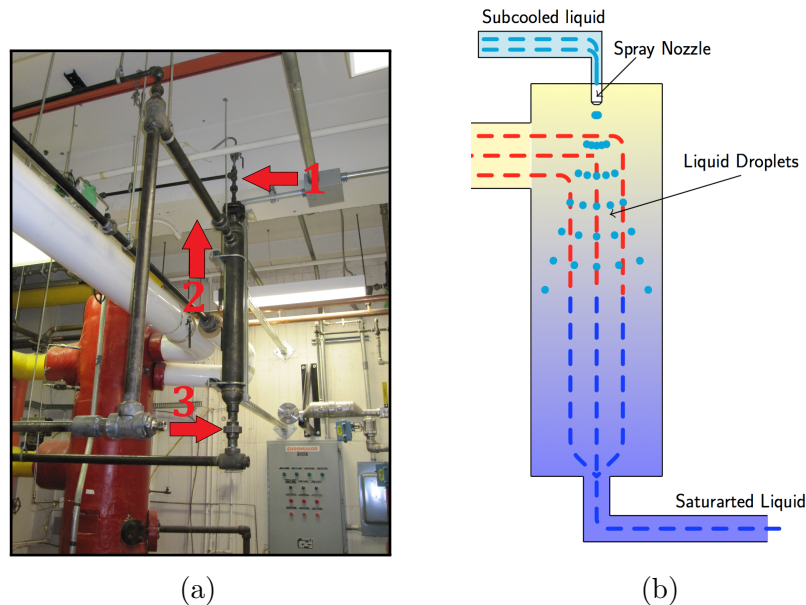 Subcooled liquid
Spray Nozzle
1
Liquid Droplets
2
3
Saturarted Liquid
(a)
(b)